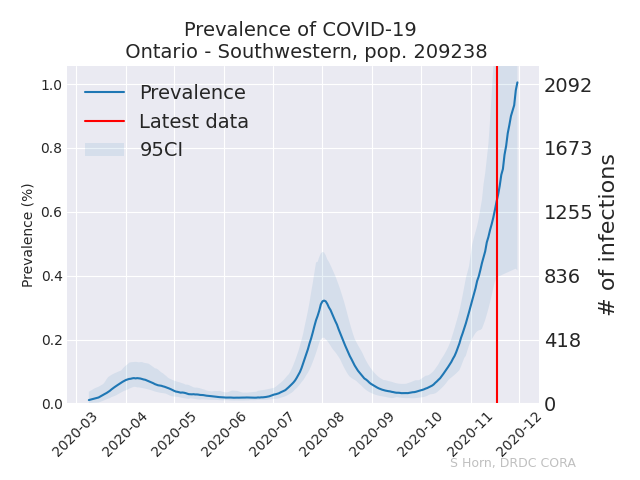 Prevalence of COVID-19
Ontario - Southwestern, pop. 209238
Prevalence
Latest data
95CI
Prevalence (%)
1.0
0.8
0.6
0.4
0.2
0.0
2092
1673
1255
836
418
0
# of infections
2020-03
2020-04
2020-05
2020-06
2020-07
2020-08
2020-09
2020-10
2020-11
2020-12
S Horn, DRDC CORA